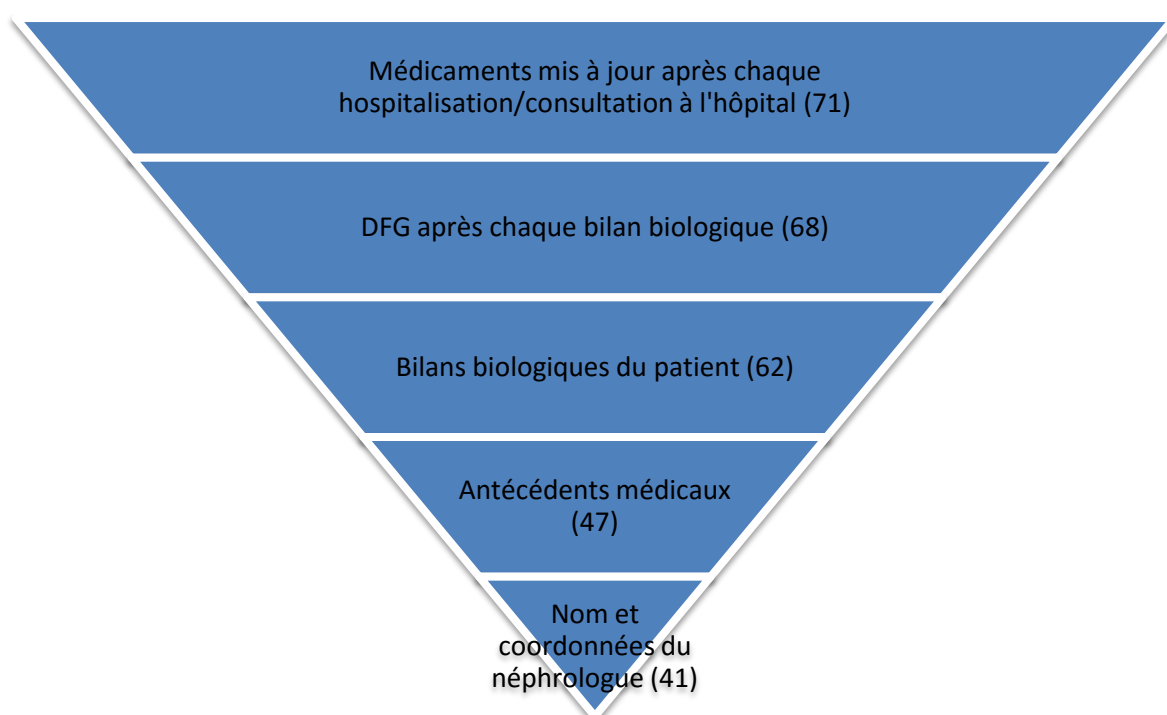 Médicaments mis à jour après chaque
hospitalisation/consultation à l'hôpital (71)
DFG après chaque bilan biologique (68)
Bilans biologiques du patient (62)
Antécédents médicaux
(47)
Nom et
coordonnées du
néphrologue (41)